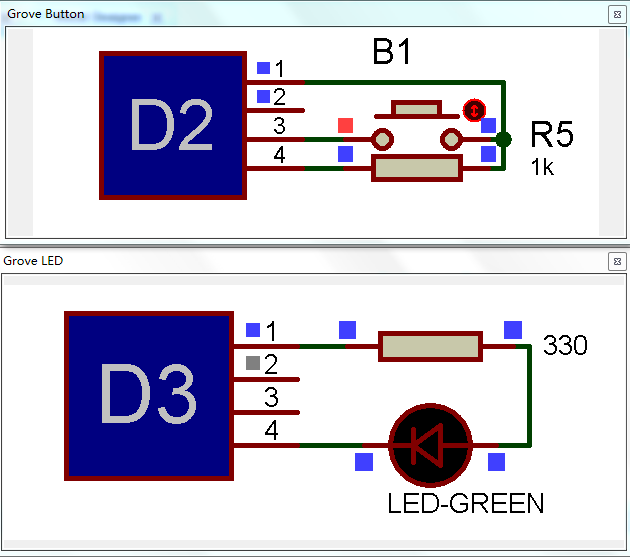 Grove Button
B1
D2
1
2
3
4
R5
1k
Grove LED
D3
1
2
3
4
330
LED-GREEN